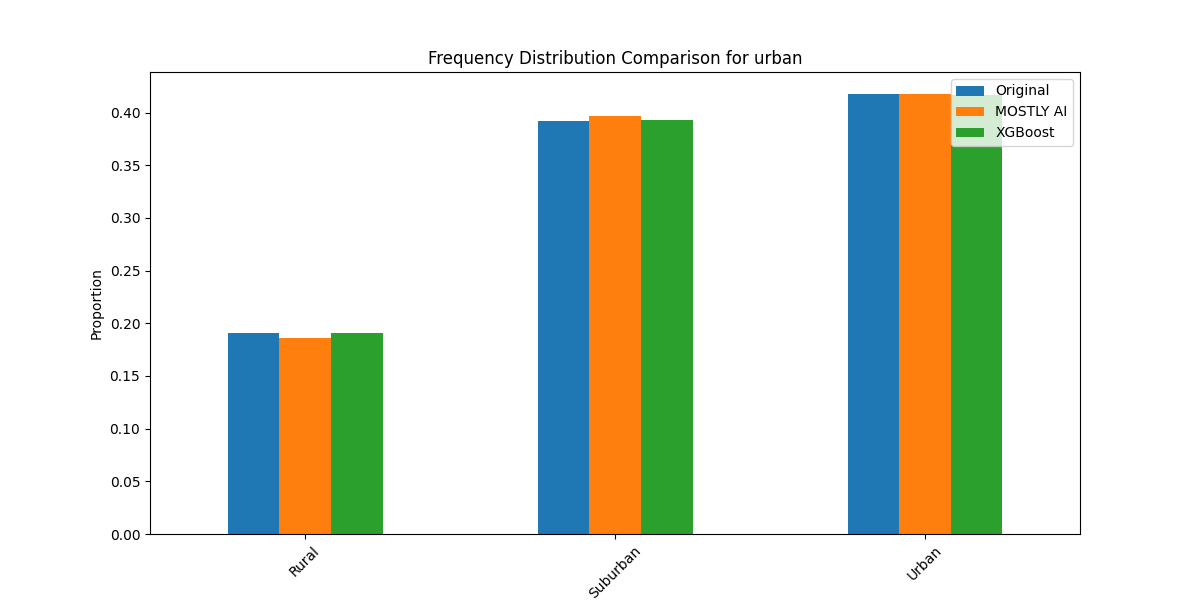 Frequency Distribution Comparison for urban
Original
MOSTLY AI
XGBoost
Proportion
0.40
0.35
0.30
0.25
0.20
0.15
0.10
0.05
0.00
Rural
Suburban
Urban